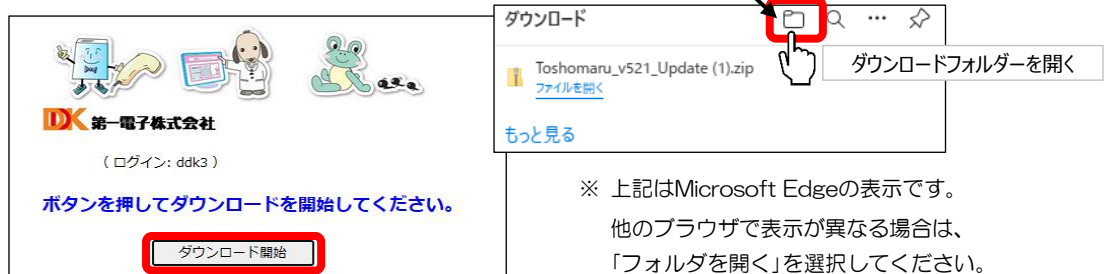 DK 第一電子株式会社
（ ログイン: ddk3 ）
ボタンを押してダウンロードを開始してください。
ダウンロード開始
ダウンロード
ダウンロードフォルダーを開く
Toshomaru_v521_Update (1).zip
ファイルを開く
もっと見る
※ 上記はMicrosoft Edgeの表示です。
他のブラウザで表示が異なる場合は、
「フォルダを開く」を選択してください。